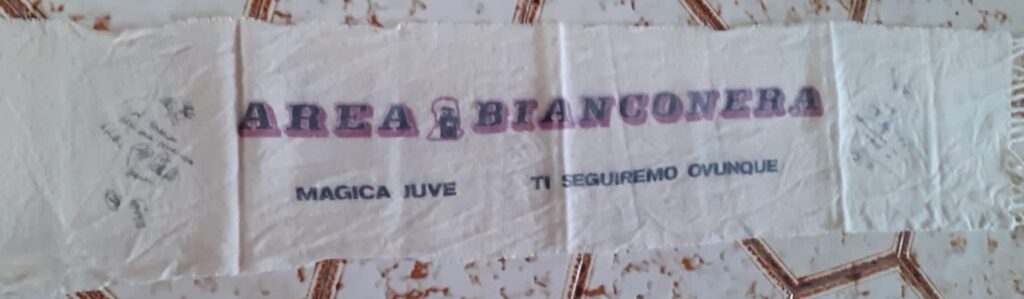 AREA BIANCONERA
MAGICA JUVE TI SEGUIREMO OVUNQUE